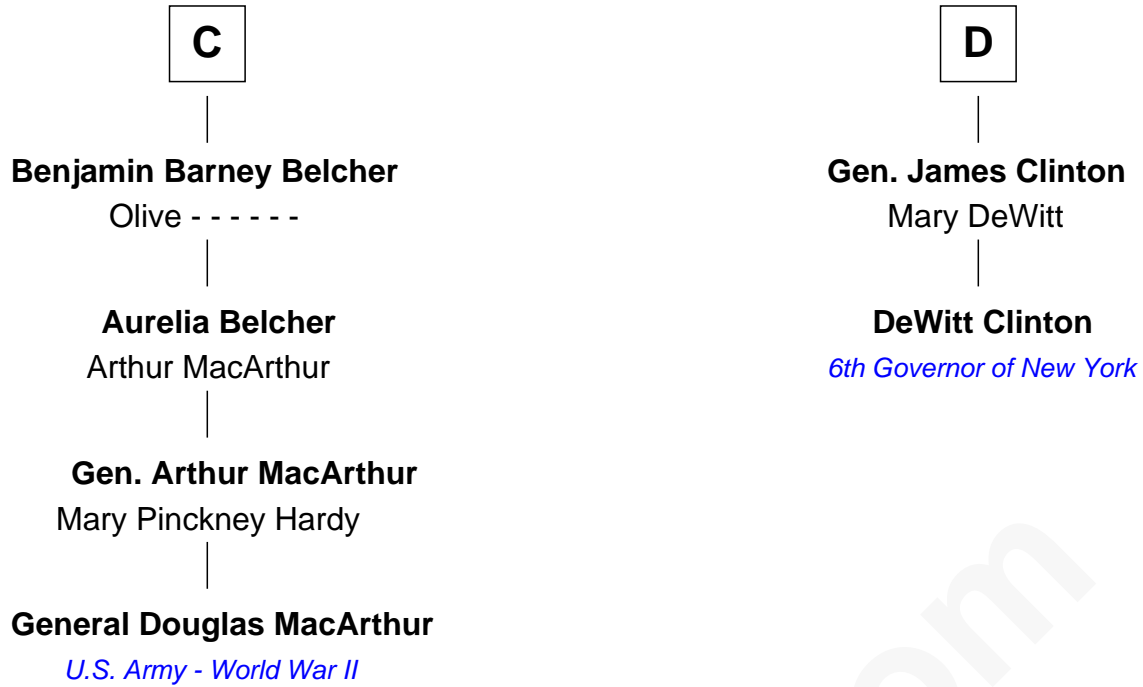 C
Benjamin Barney Belcher
Olive - - - - - -
Aurelia Belcher
Arthur MacArthur
Gen. Arthur MacArthur
Mary Pinckney Hardy
General Douglas MacArthur
U.S. Army - World War II
D
Gen. James Clinton
Mary DeWitt
DeWitt Clinton
6th Governor of New York
om